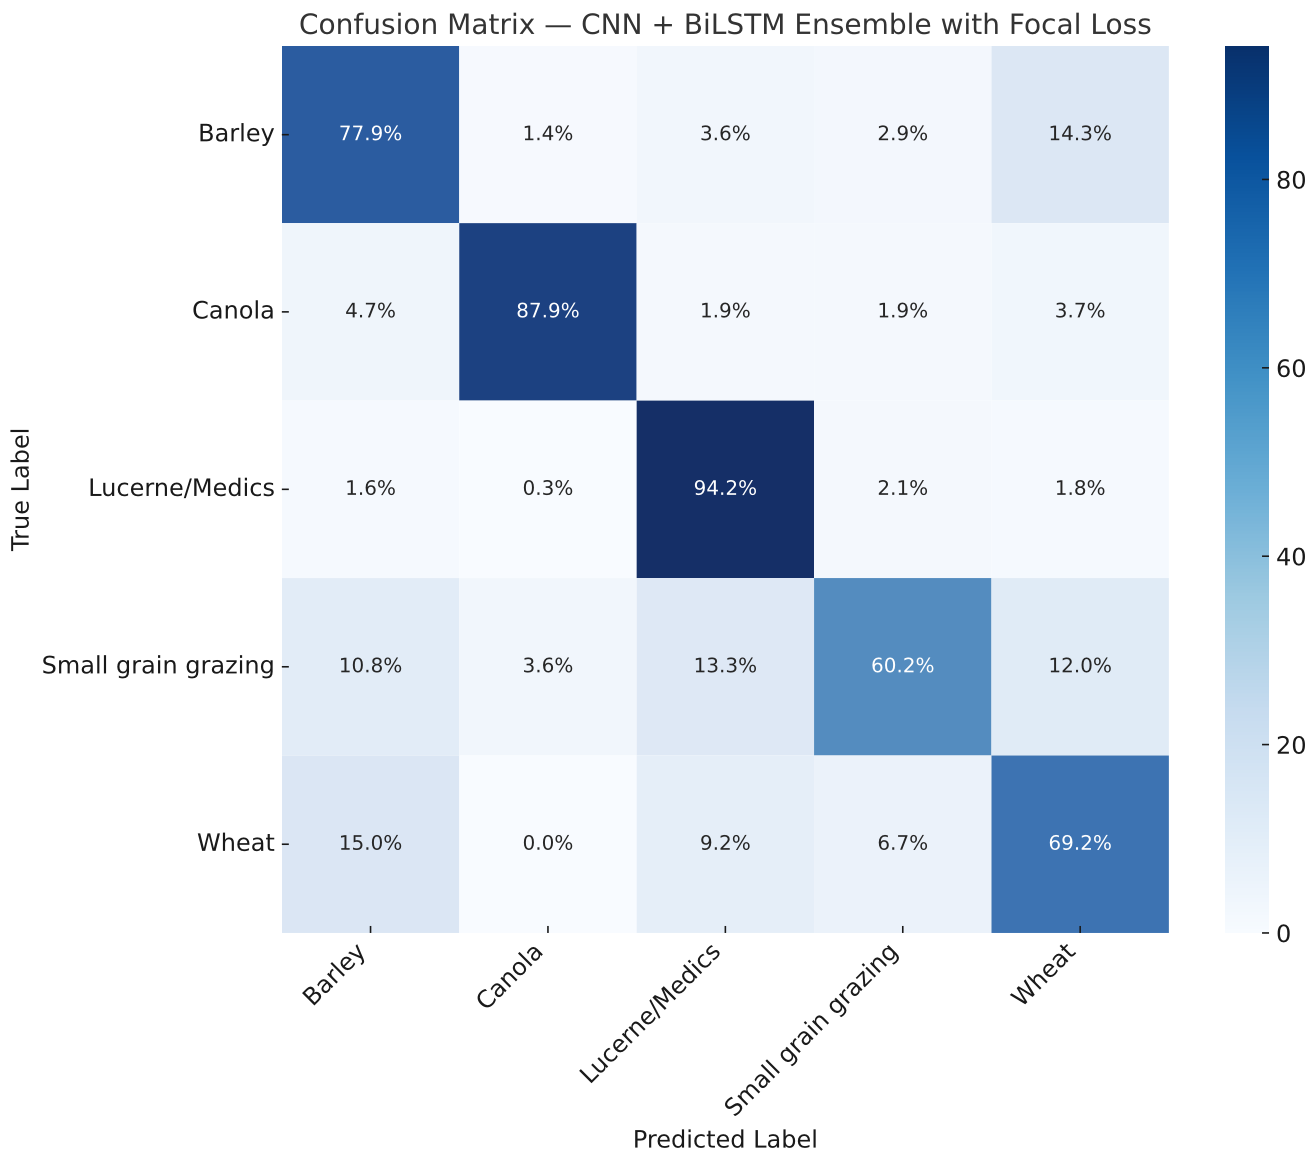 Confusion Matrix — CNN + BiLSTM Ensemble with Focal Loss
Barley 77.9% 1.4% 3.6% 2.9% 14.3%
Canola 4.7% 87.9% 1.9% 1.9% 3.7%
Lucerne/Medics 1.6% 0.3% 94.2% 2.1% 1.8%
Small grain grazing 10.8% 3.6% 13.3% 60.2% 12.0%
Wheat 15.0% 0.0% 9.2% 6.7% 69.2%
True Label
Barley
Canola
Lucerne/Medics
Small grain grazing
Wheat
Predicted Label
80
60
40
20
0